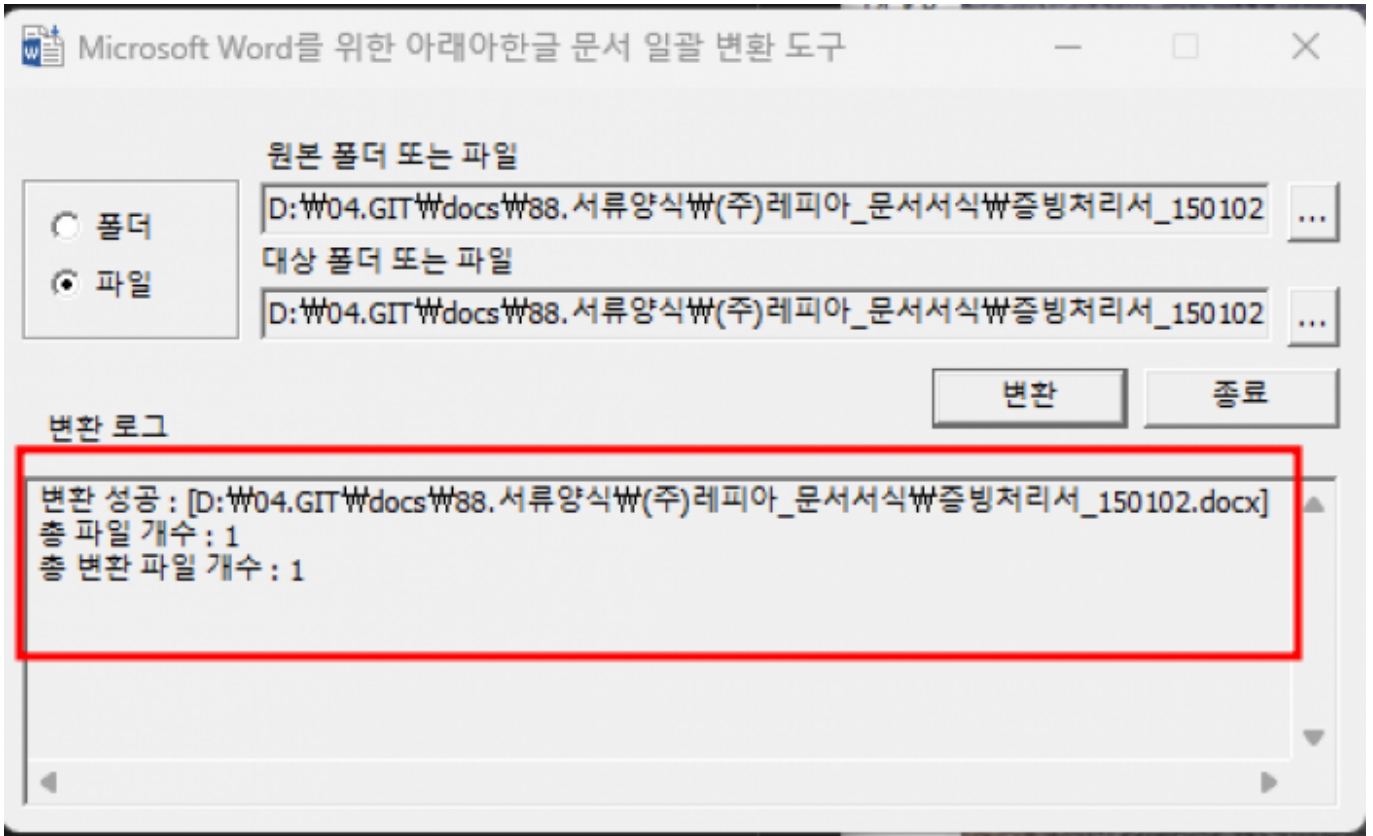 Microsoft Word를 위한 아래아한글 문서 일괄 변환 도구
원본 폴더 또는 파일
폴더
D:₩04.GIT₩docs₩88.서류양식₩(주)레피아_문서서식₩증빙처리서_150102
...
대상 폴더 또는 파일
파일
D:₩04.GIT₩docs₩88.서류양식₩(주)레피아_문서서식₩증빙처리서_150102
...
변환
종료
변환 로그
변환 성공 : [D:₩04.GIT₩docs₩88.서류양식₩(주)레피아_문서서식₩증빙처리서_150102.docx]
총 파일 개수 : 1
총 변환 파일 개수 : 1